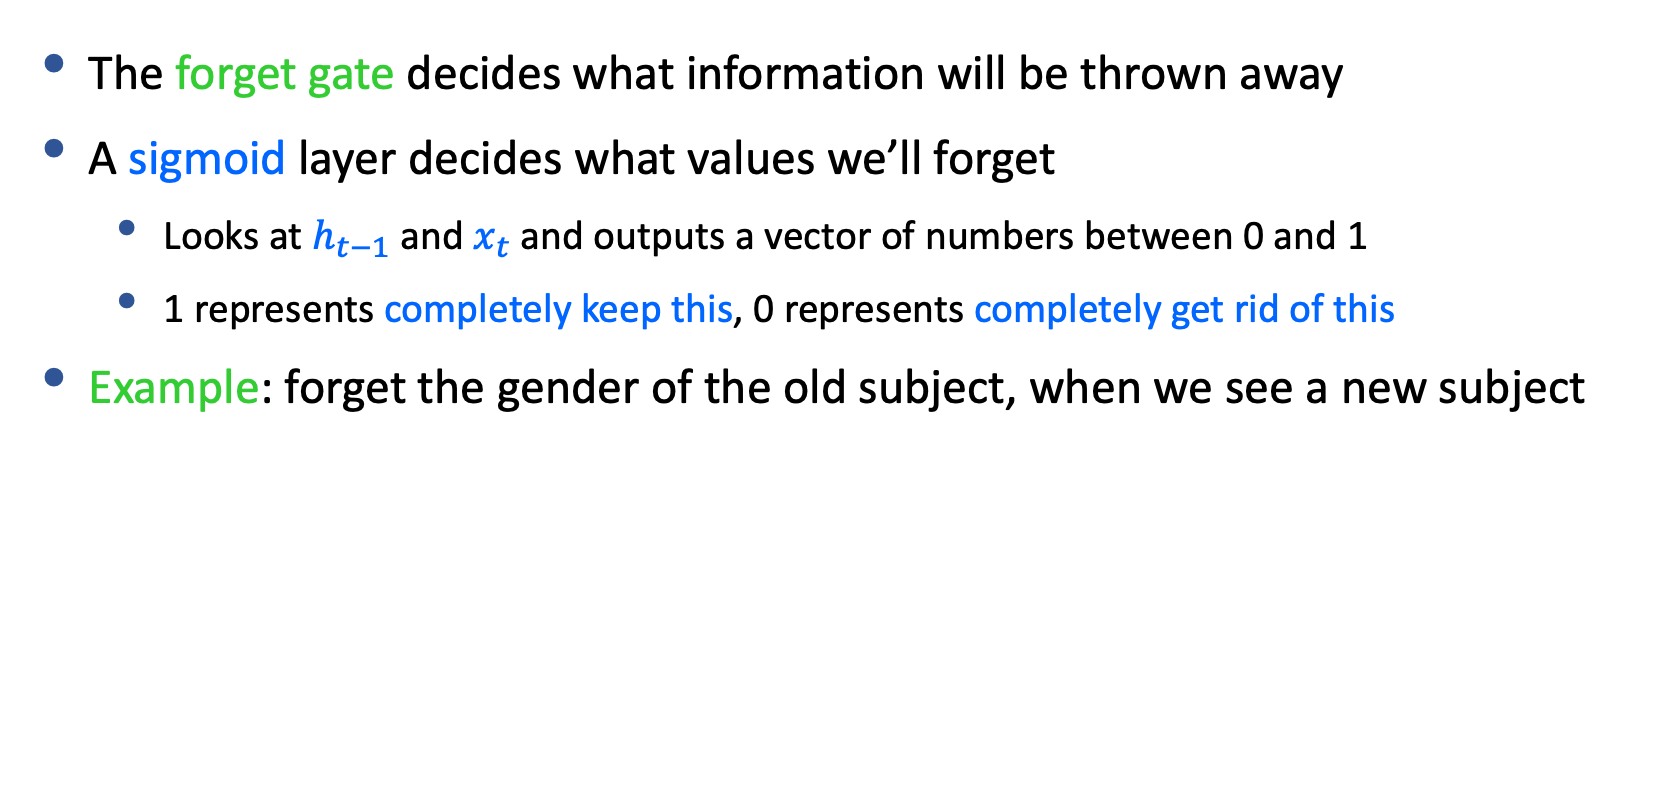 • The forget gate decides what information will be thrown away
• A sigmoid layer decides what values we’ll forget
• Looks at hₜ₋₁ and xₜ and outputs a vector of numbers between 0 and 1
• 1 represents completely keep this, 0 represents completely get rid of this
• Example: forget the gender of the old subject, when we see a new subject